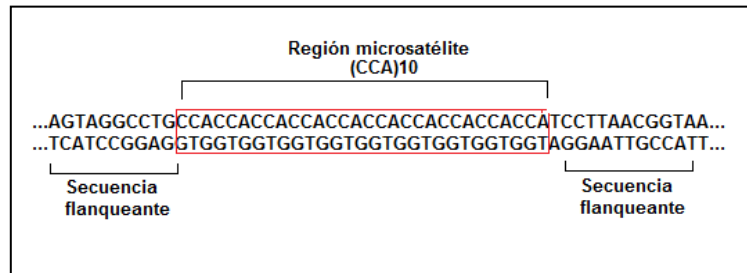 Región microsatélite
(CCA)10
...AGTAGGCCTGCCACCACCACCACCACCACCACCACCACCATCCTTAACGGTAA...
...TCATCCGGAGGTGGTGGTGGTGGTGGTGGTGGTGGTGGTAGGAATTGCCATT...
Secuencia
flanqueante
Secuencia
flanqueante